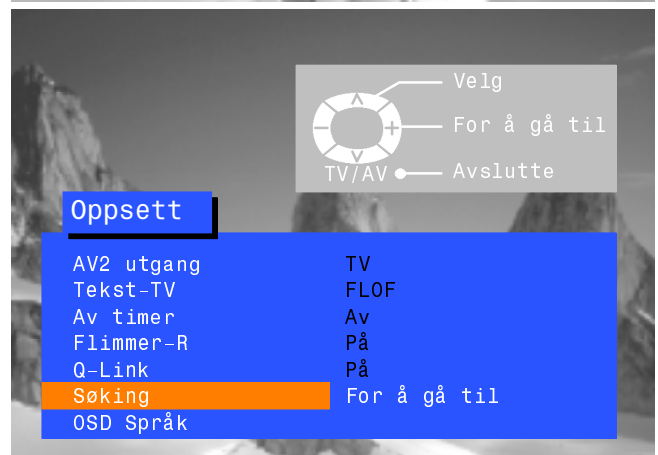 Velg
For å gå til
TV/AV Avslutte
Oppsett
AV2 utgang TV
Tekst-TV FLOF
Av timer Av
Flimmer-R På
Q-Link På
Søking For å gå til
OSD Språk